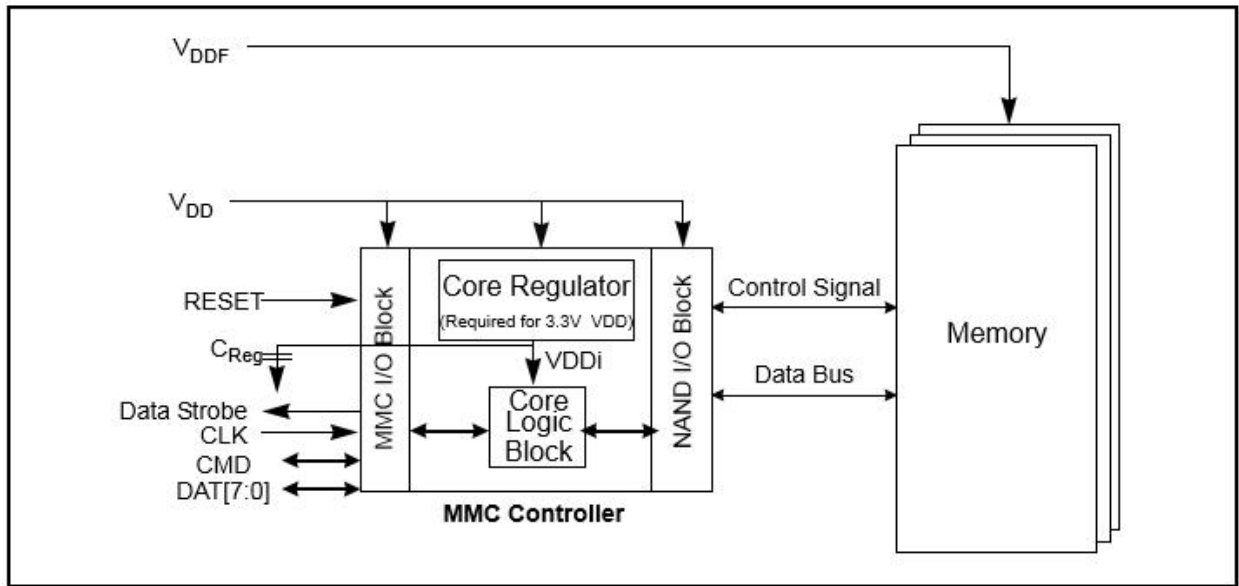 VDDF
VDD
Core Regulator
(Required for 3.3V VDD)
RESET
CReg
VDDi
Data Strobe
CLK
CMD
DAT[7:0]
MMC I/O Block
Core
Logic
Block
NAND I/O Block
MMC Controller
Control Signal
Data Bus
Memory